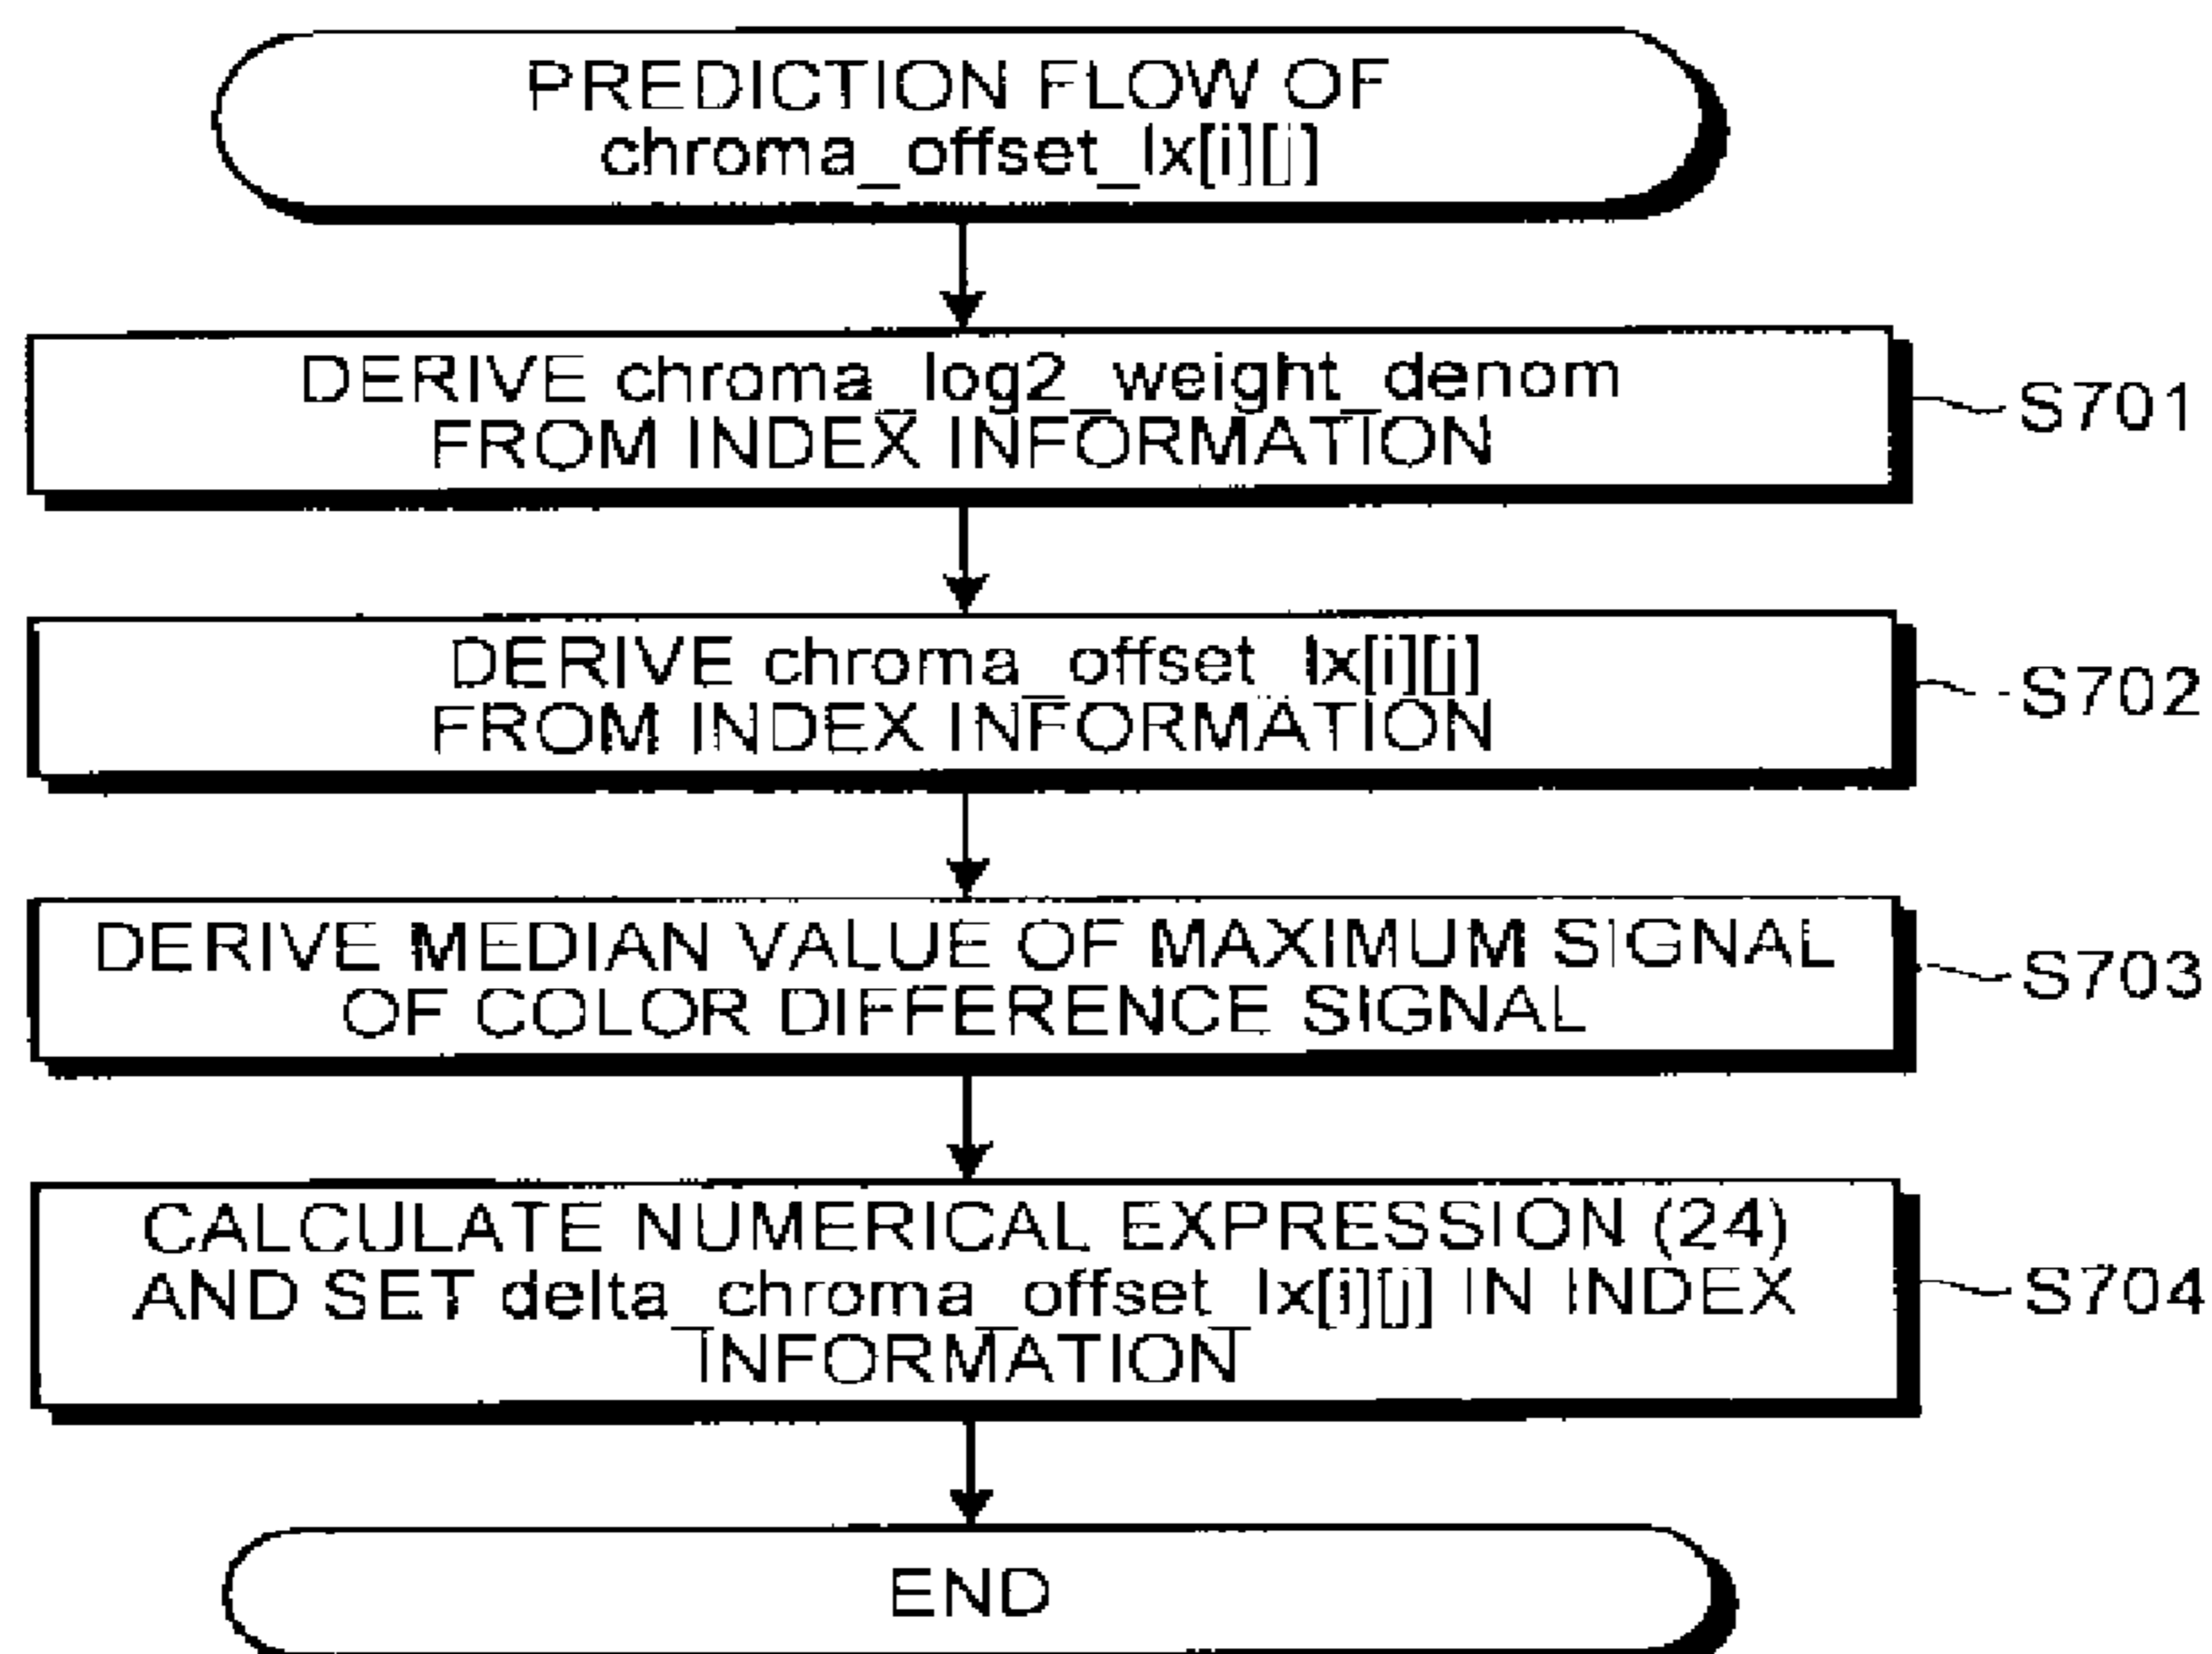 PREDICTION FLOW OF
chroma_offset_lx[i][j]
DERIVE chroma_log2_weight_denom
FROM INDEX INFORMATION
S701
DERIVE chroma_offset_lx[i][j]
FROM INDEX INFORMATION
S702
DERIVE MEDIAN VALUE OF MAXIMUM SIGNAL
OF COLOR DIFFERENCE SIGNAL
S703
CALCULATE NUMERICAL EXPRESSION (24)
AND SET delta_chroma_offset_lx[i][j] IN INDEX
INFORMATION
S704
END